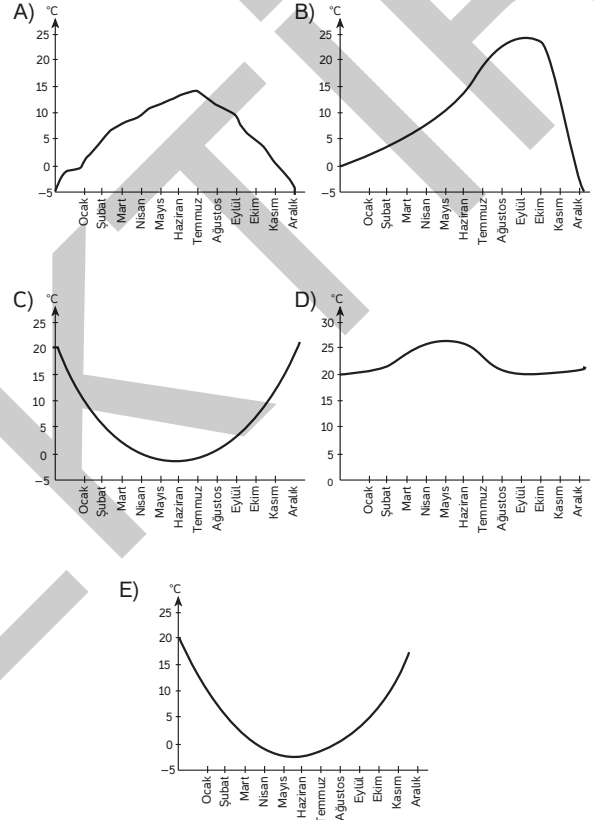 A)
°C
25
20
15
10
5
0
−5
Ocak
Şubat
Mart
Nisan
Mayıs
Haziran
Temmuz
Ağustos
Eylül
Ekim
Kasım
Aralık
B)
°C
25
20
15
10
5
0
−5
Ocak
Şubat
Mart
Nisan
Mayıs
Haziran
Temmuz
Ağustos
Eylül
Ekim
Kasım
Aralık
C)
°C
25
20
15
10
5
0
−5
Ocak
Şubat
Mart
Nisan
Mayıs
Haziran
Temmuz
Ağustos
Eylül
Ekim
Kasım
Aralık
D)
°C
30
25
20
15
10
5
0
Ocak
Şubat
Mart
Nisan
Mayıs
Haziran
Temmuz
Ağustos
Eylül
Ekim
Kasım
Aralık
E)
°C
25
20
15
10
5
0
−5
Ocak
Şubat
Mart
Nisan
Mayıs
Haziran
Temmuz
Ağustos
Eylül
Ekim
Kasım
Aralık